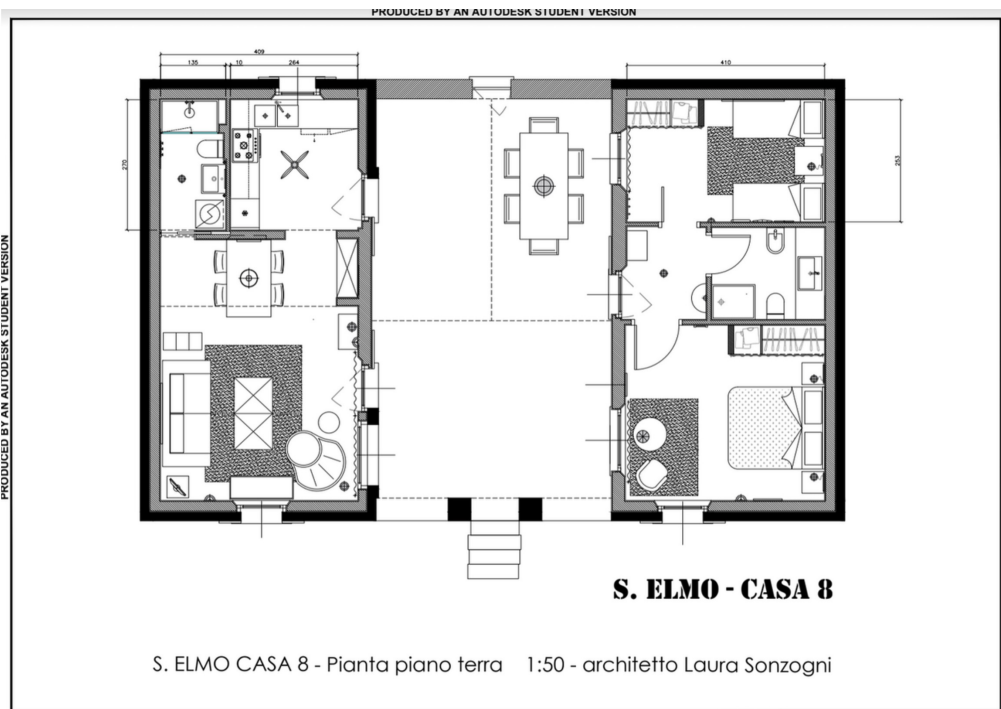 PRODUCED BY AN AUTODESK STUDENT VERSION
PRODUCED BY AN AUTODESK STUDENT VERSION
409
135
10
264
410
270
253
S. ELMO - CASA 8
S. ELMO CASA 8 - Pianta piano terra 1:50 - architetto Laura Sonzogni